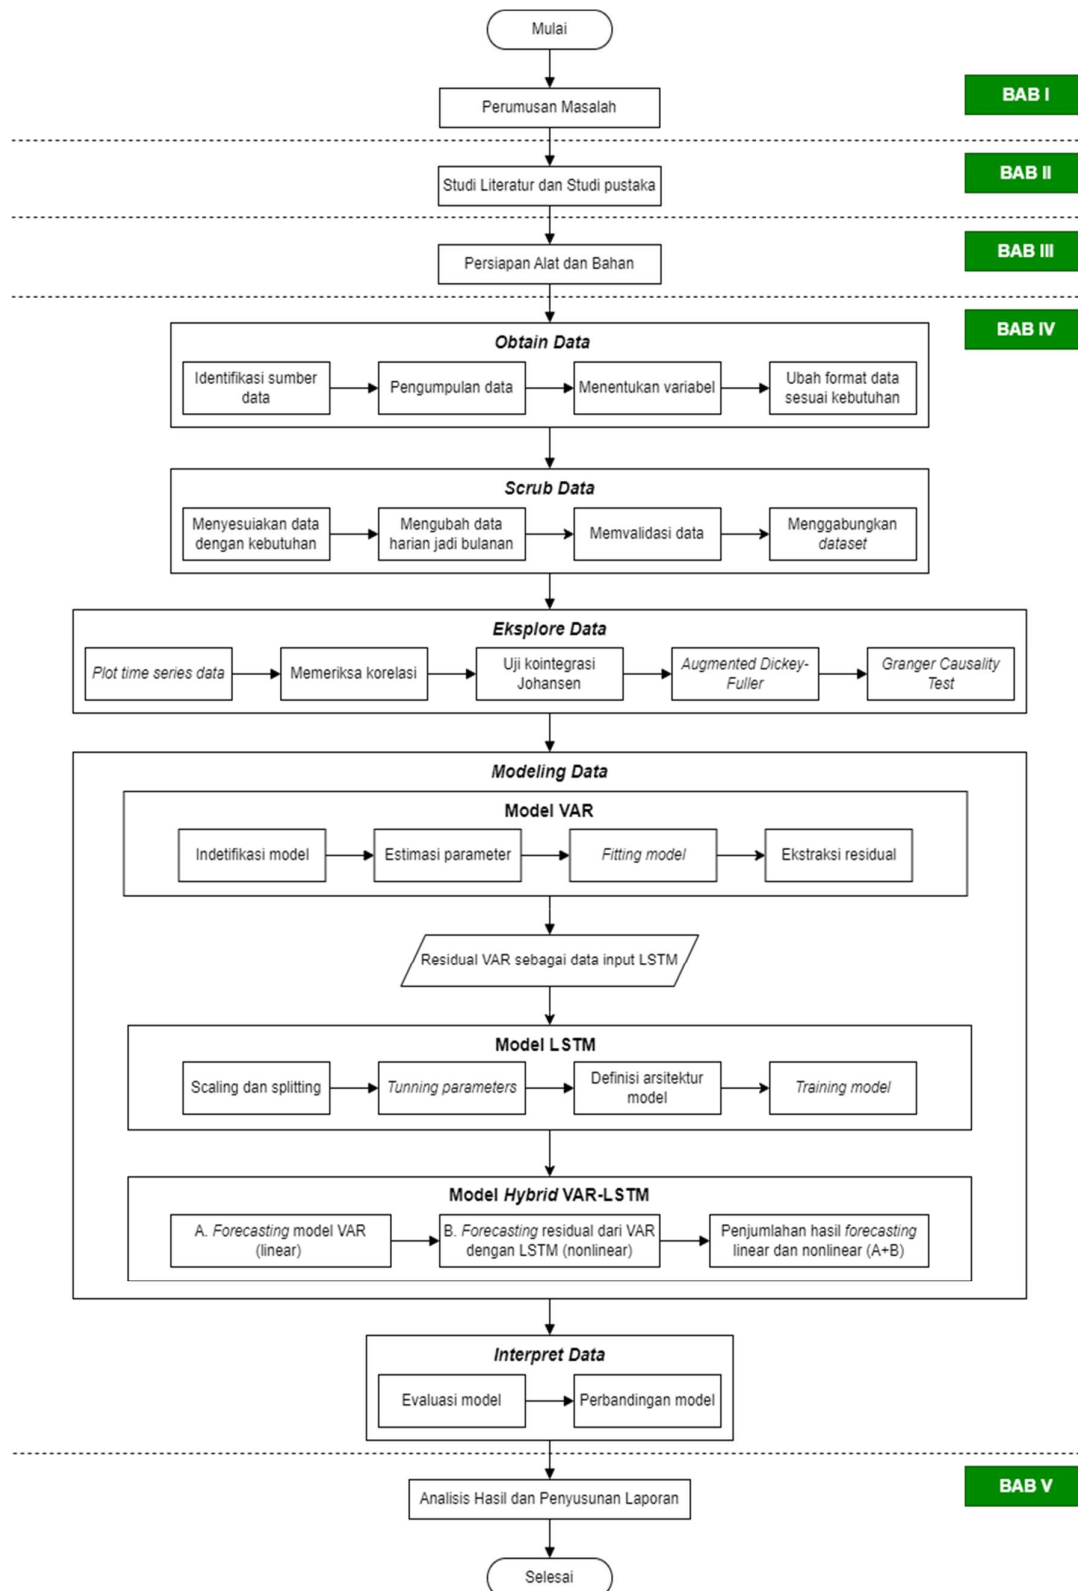 Mulai
BAB I
Perumusan Masalah
BAB II
Studi Literatur dan Studi pustaka
BAB III
Persiapan Alat dan Bahan
BAB IV
Obtain Data
Identifikasi sumber
data
Pengumpulan data
Menentukan variabel
Ubah format data
sesuai kebutuhan
Scrub Data
Menyesuiakan data
dengan kebutuhan
Mengubah data
harian jadi bulanan
Memvalidasi data
Menggabungkan
dataset
Eksplore Data
Plot time series data
Memeriksa korelasi
Uji kointegrasi
Johansen
Augmented Dickey-
Fuller
Granger Causality
Test
Modeling Data
Model VAR
Indetifikasi model
Estimasi parameter
Fitting model
Ekstraksi residual
Residual VAR sebagai data input LSTM
Model LSTM
Scaling dan splitting
Tunning parameters
Definisi arsitektur
model
Training model
Model Hybrid VAR-LSTM
A. Forecasting model VAR
(linear)
B. Forecasting residual dari VAR
dengan LSTM (nonlinear)
Penjumlahan hasil forecasting
linear dan nonlinear (A+B)
Interpret Data
Evaluasi model
Perbandingan model
BAB V
Analisis Hasil dan Penyusunan Laporan
Selesai